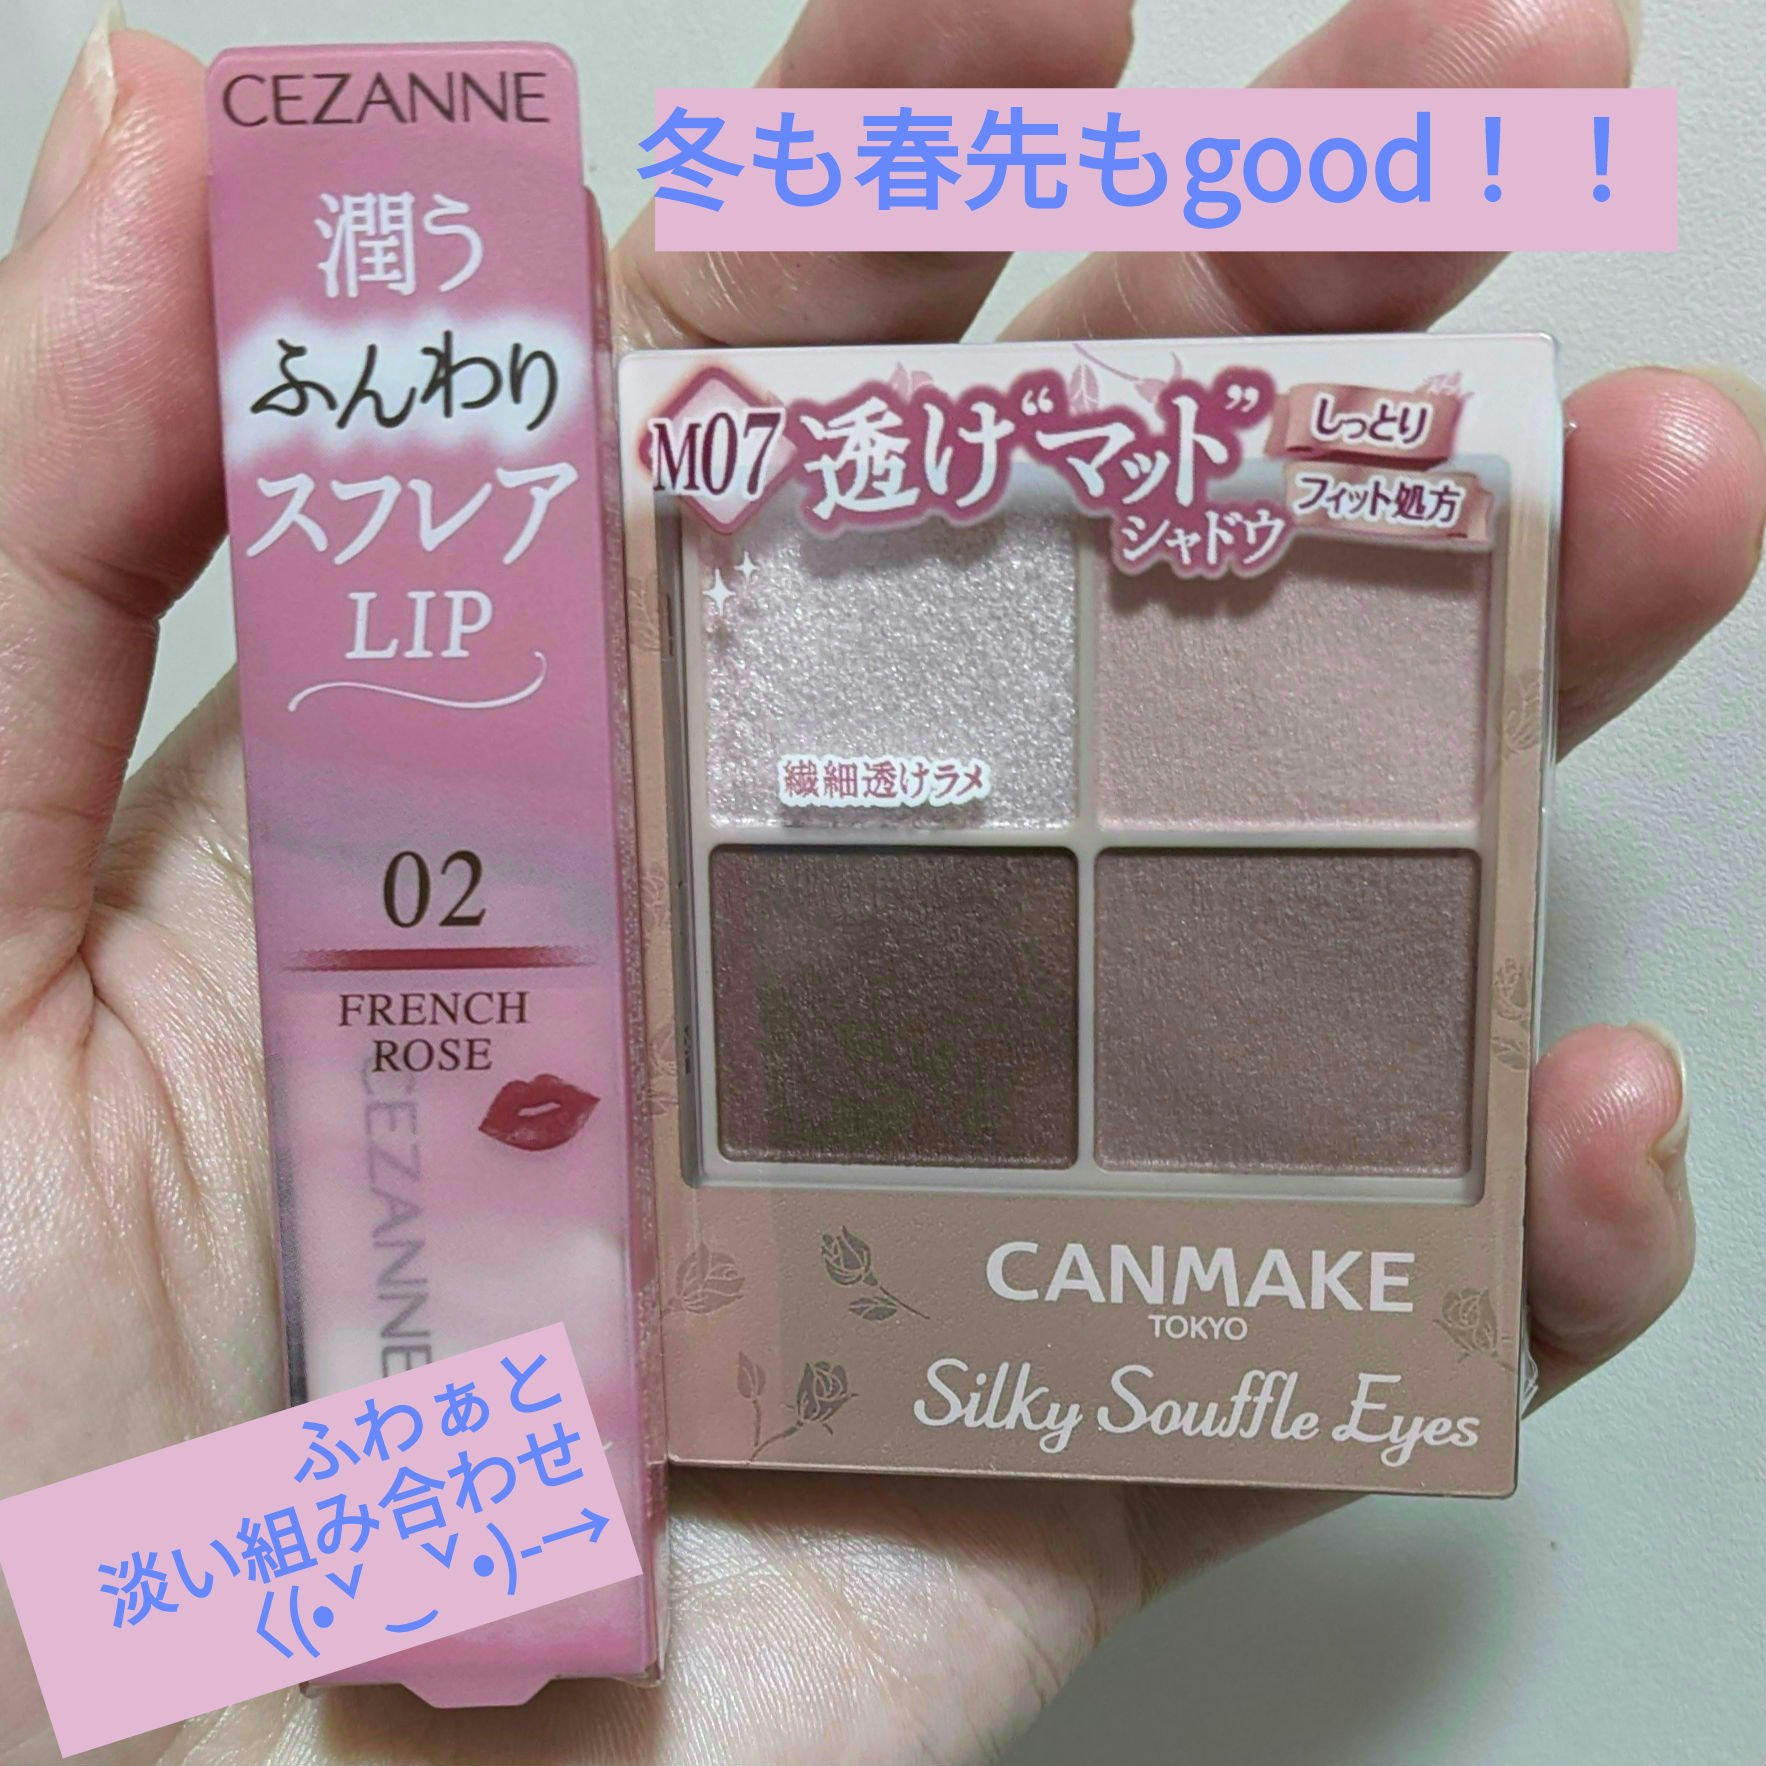 CEZANNE
潤う
ふんわり
スフレア
LIP
02
FRENCH
ROSE
CEZANNE
冬も春先もgood！！
M07
透け“マット”
シャドウ
しっとり
フィット処方
繊細透けラメ
CANMAKE
TOKYO
Silky Souffle Eyes
ふわぁと
淡い組み合わせ
ᐸ((•ˇ‿ˇ•)-→